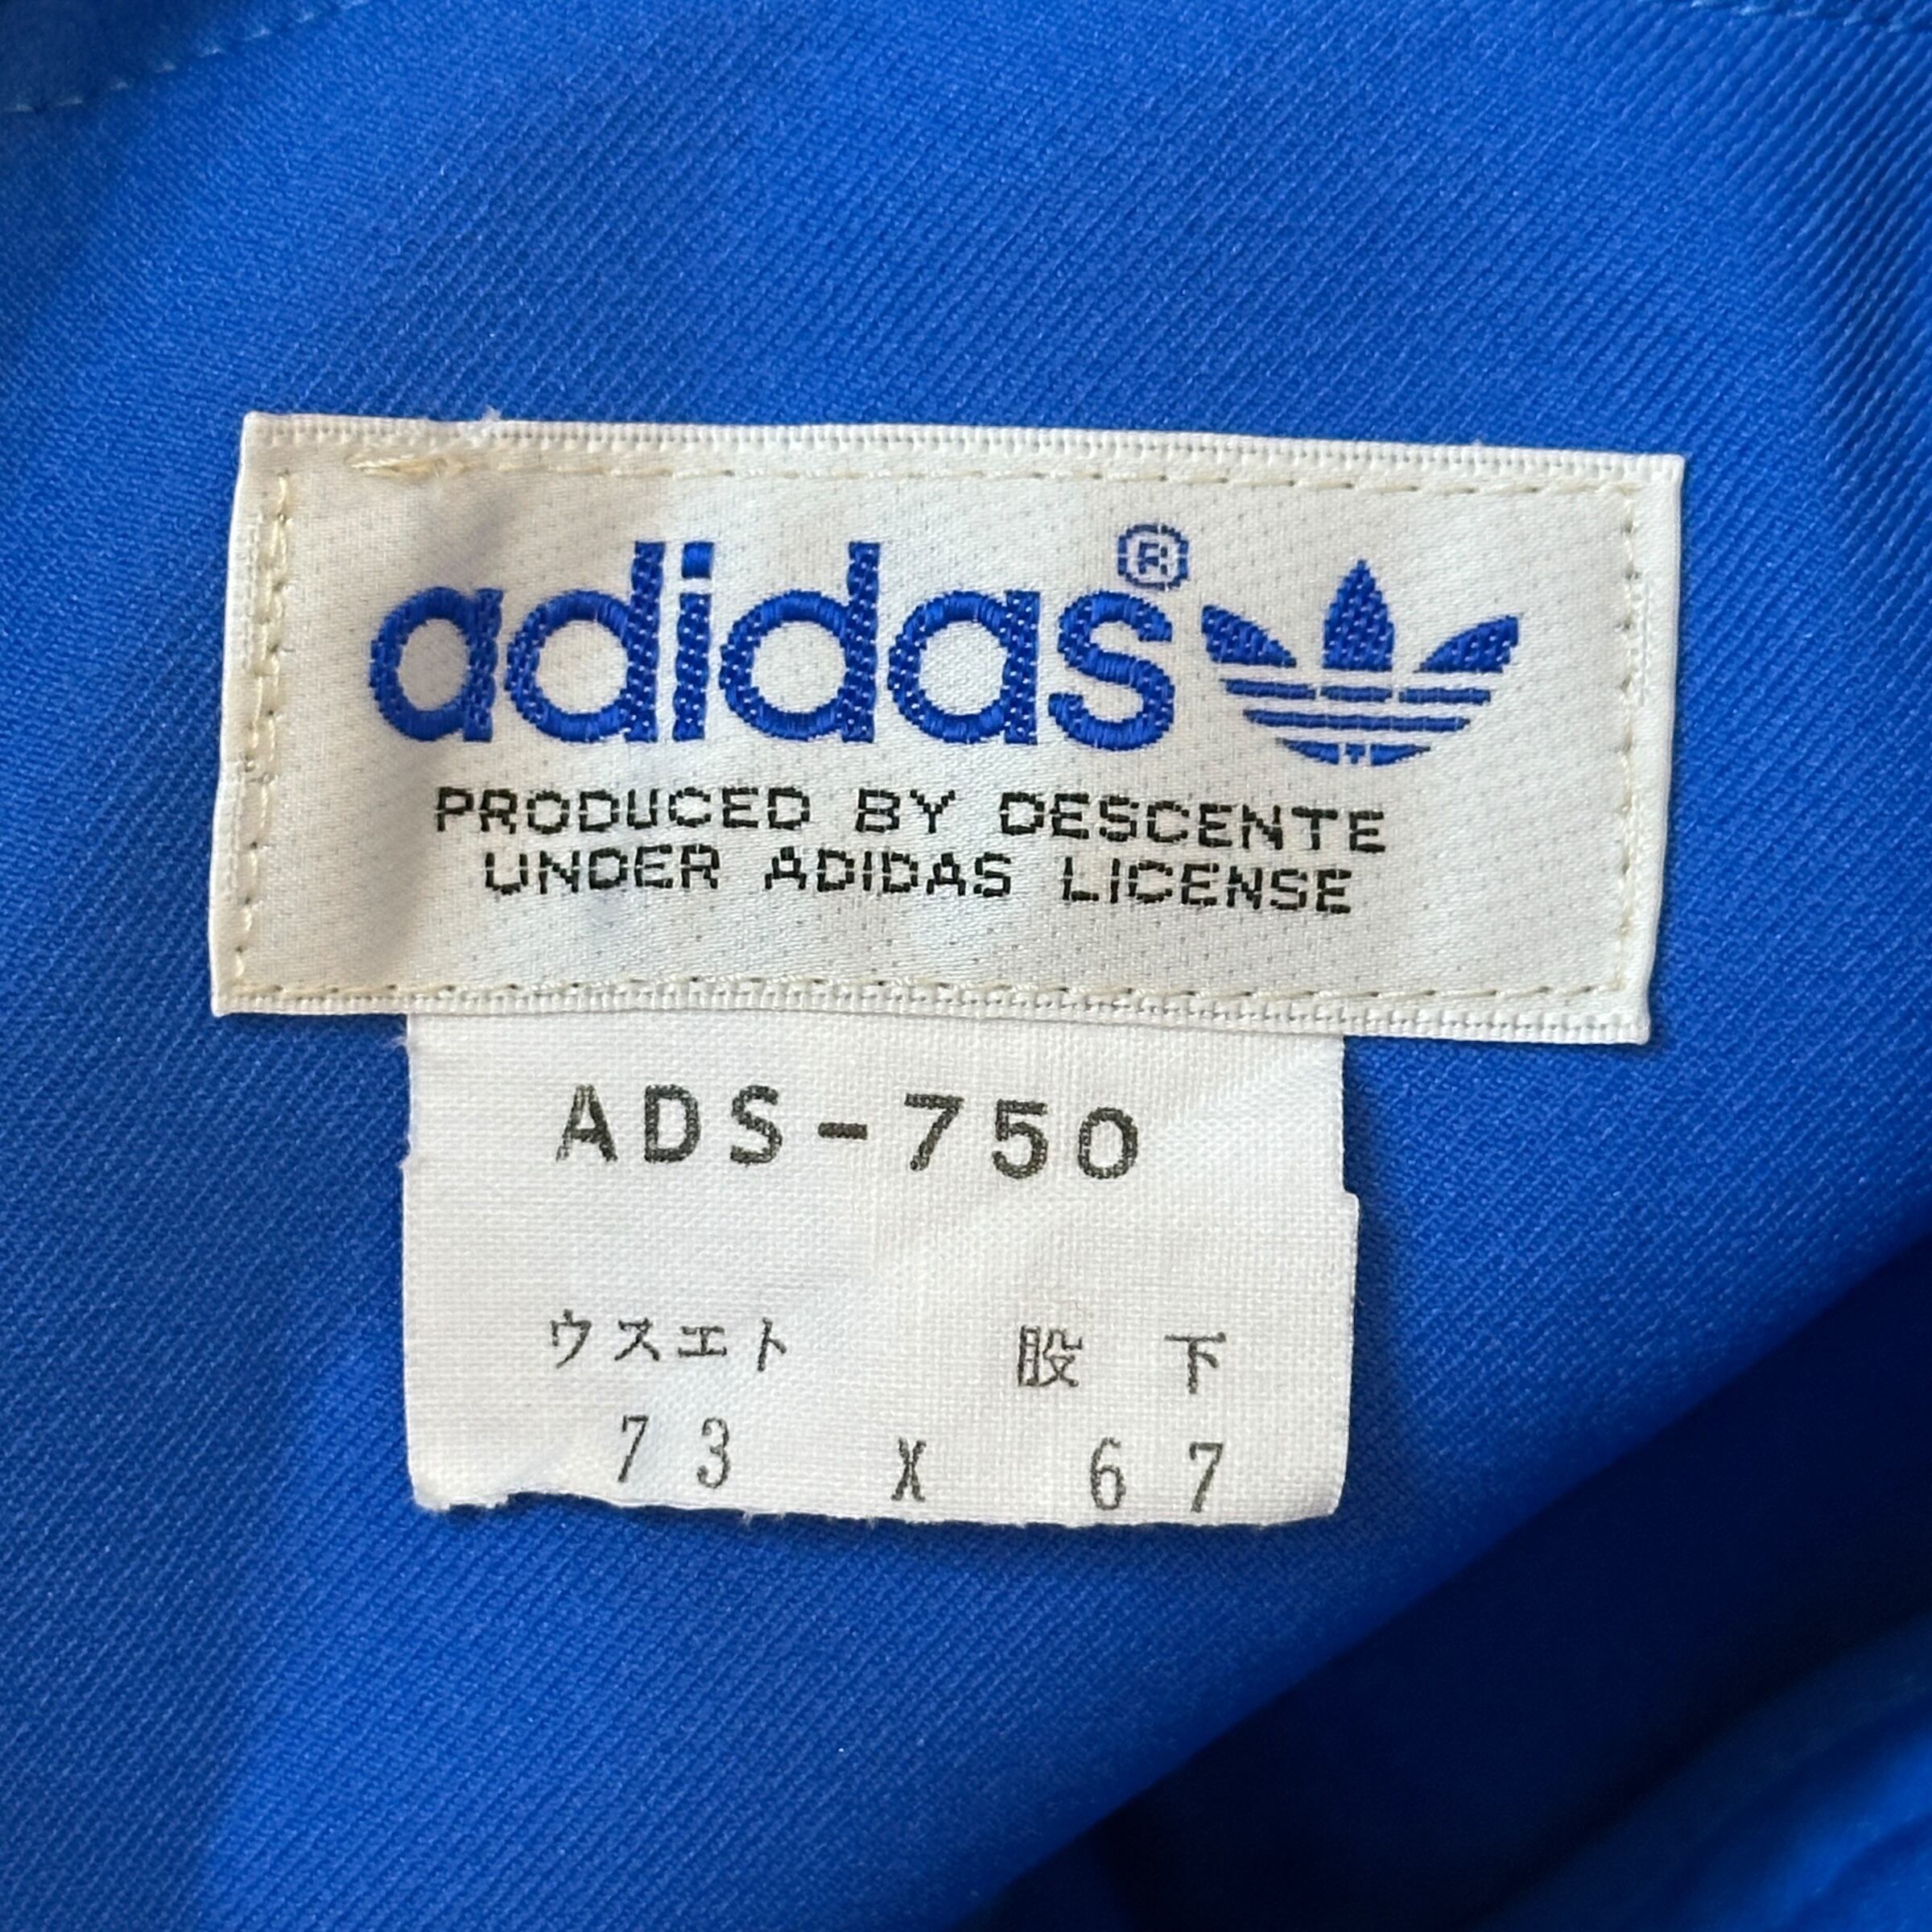 adidas®
PRODUCED BY DESCENTE
UNDER ADIDAS LICENSE
ADS-750
ウスエト 股下
73 X 67